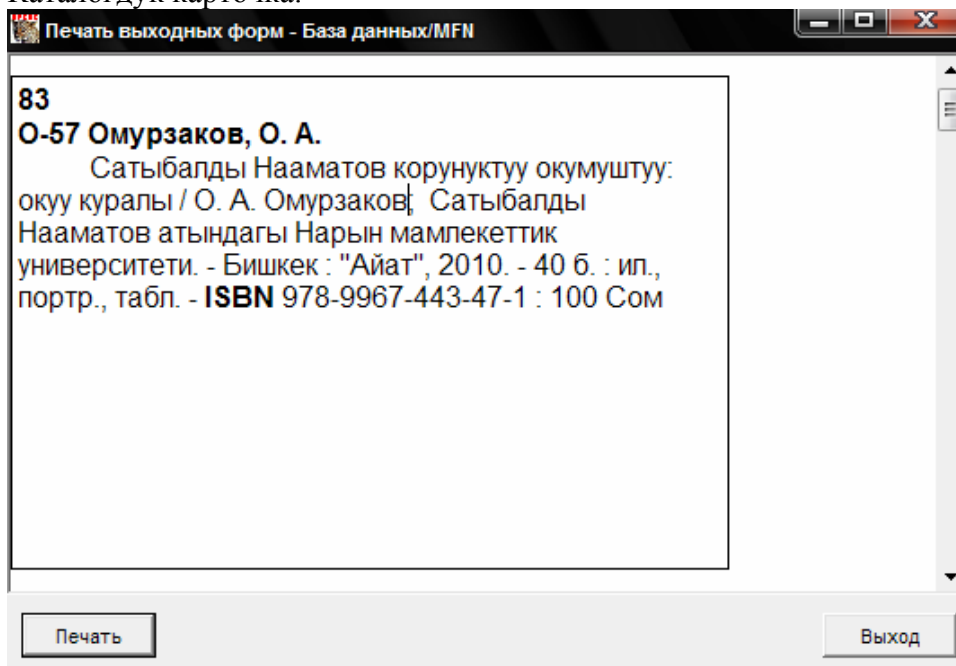 Каталогдук карточка.
Печать выходных форм - База данных/MFN
83
О-57 Омурзаков, О. А.
Сатыбалды Нааматов корунуктуу окумуштуу:
окуу куралы / О. А. Омурзаков; Сатыбалды
Нааматов атындагы Нарын мамлекеттик
университети. - Бишкек : "Айат", 2010. - 40 б. : ил.,
портр., табл. - ISBN 978-9967-443-47-1 : 100 Сом
Печать
Выход